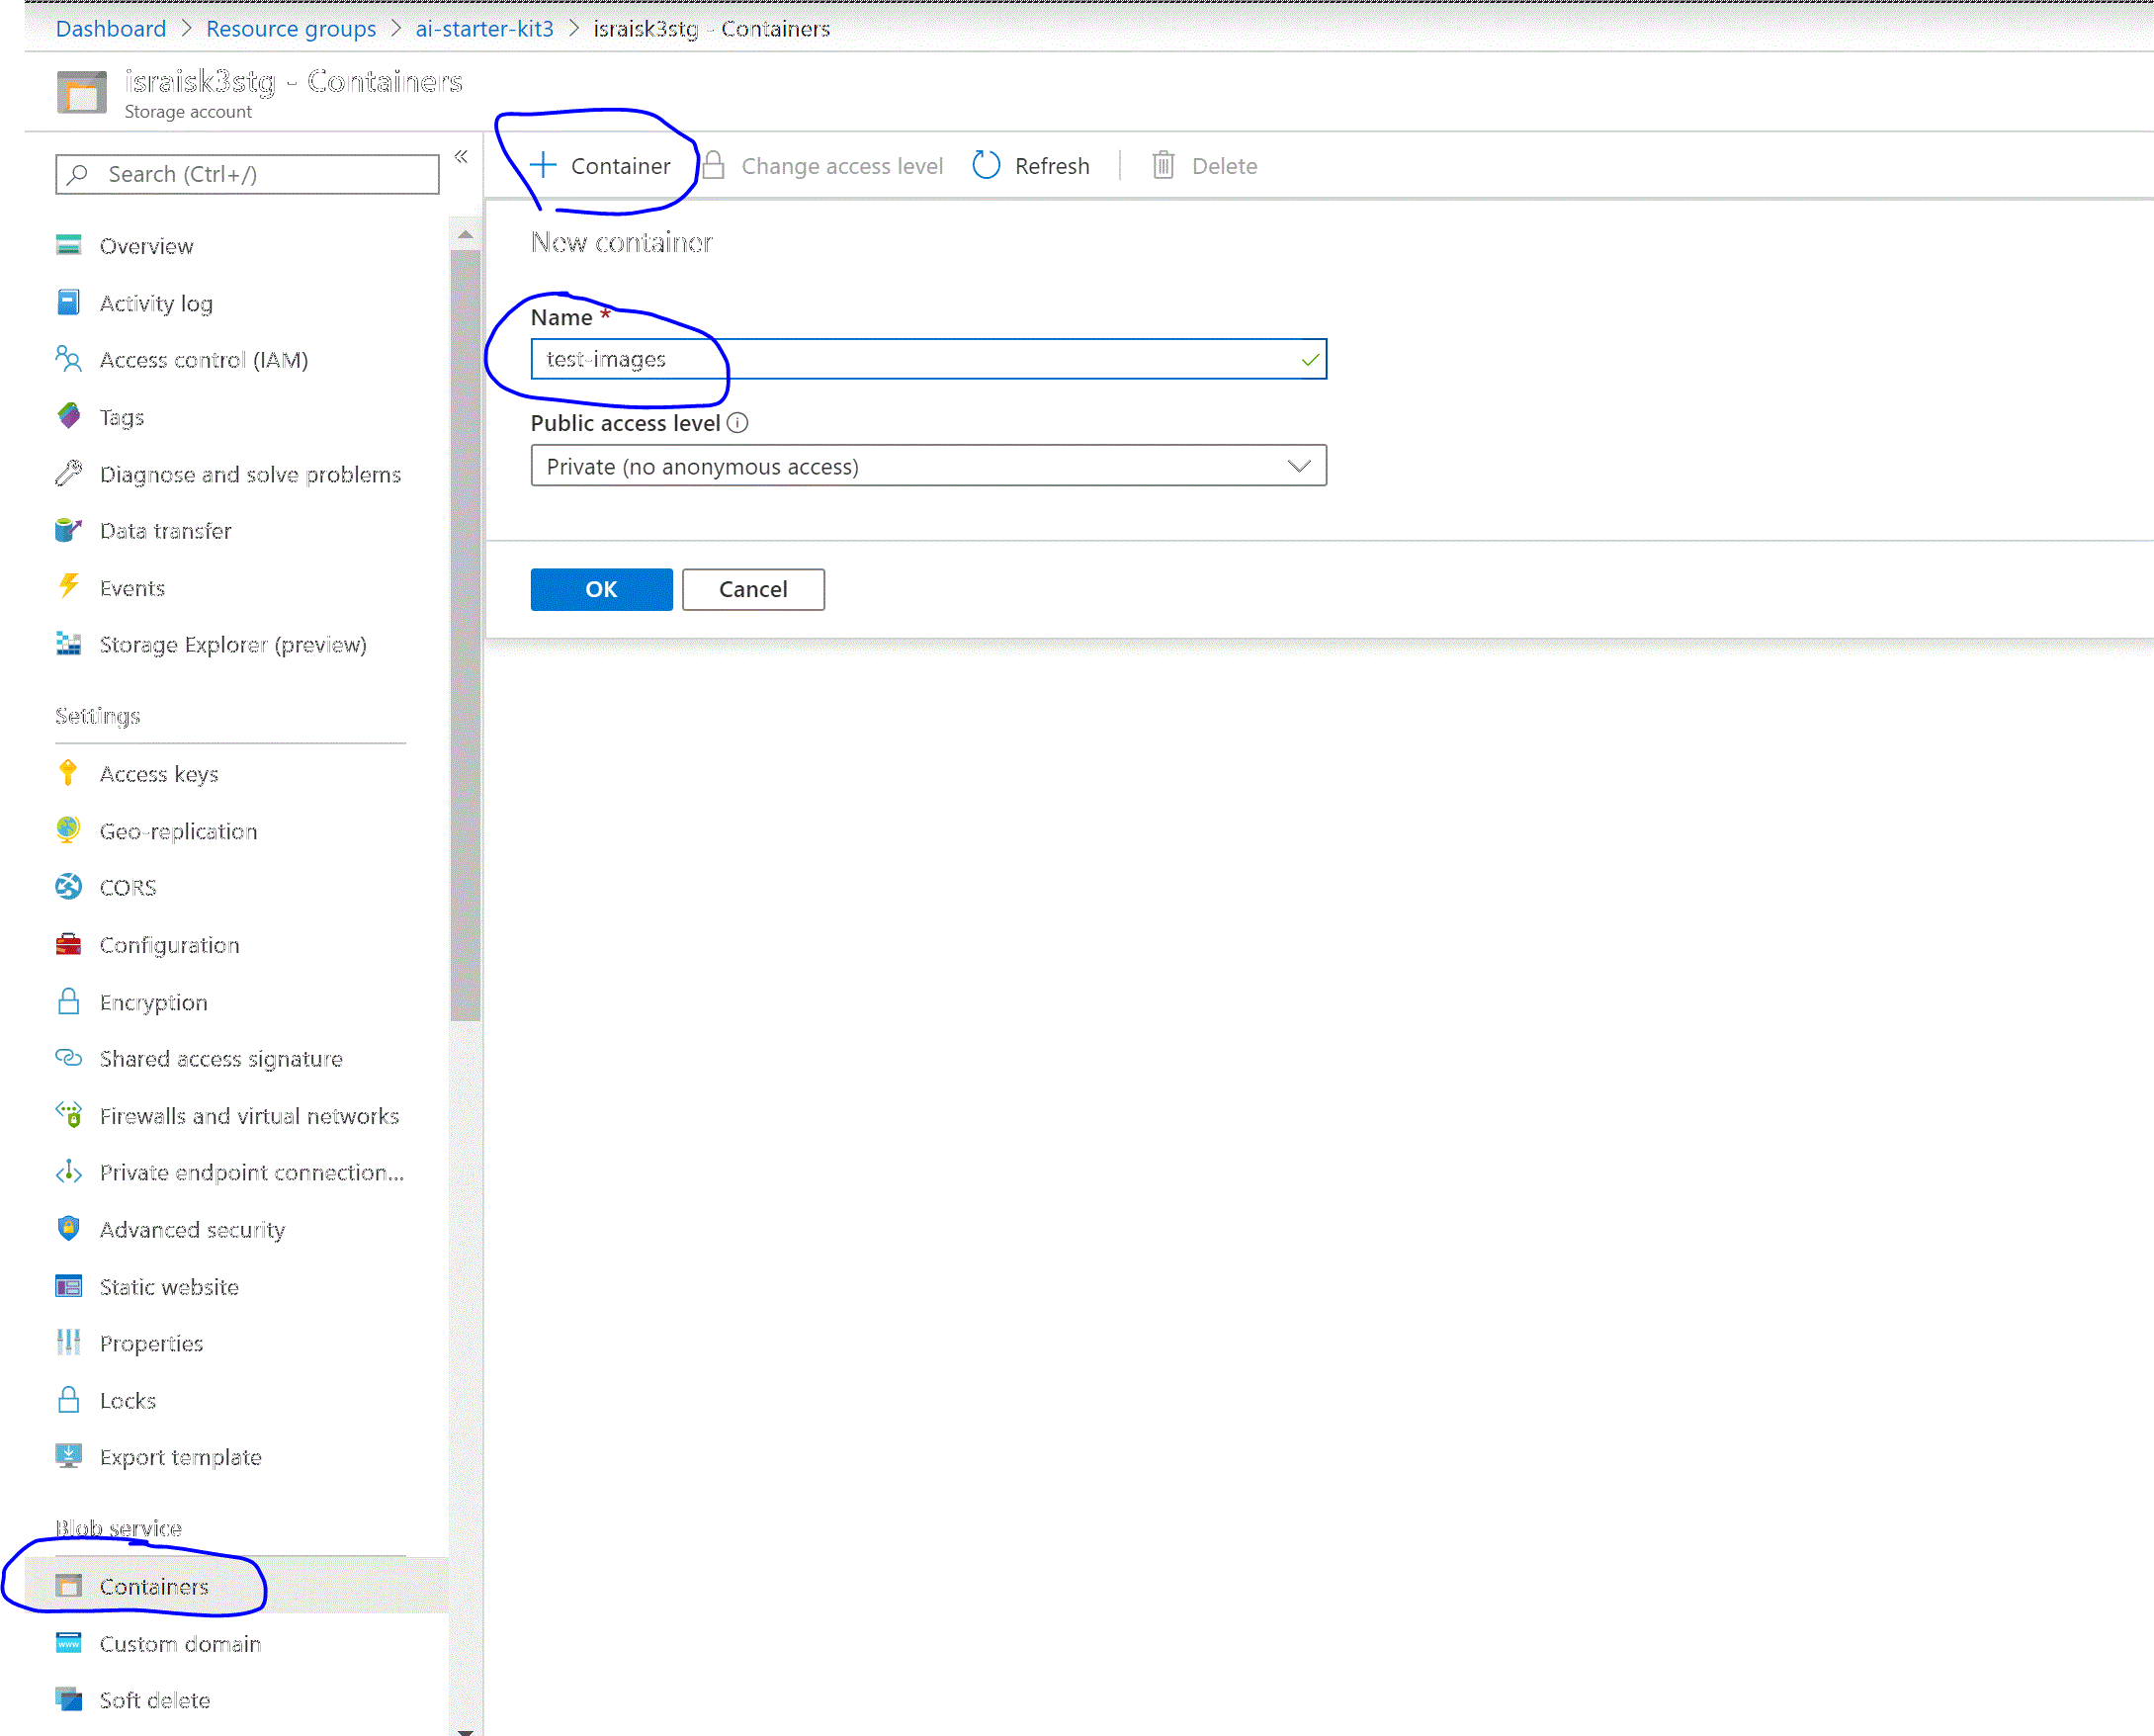 Dashboard > Resource groups > ai-starter-kit3 > israisk3stg - Containers
israisk3stg - Containers
Storage account
Search (Ctrl+/)
«
Overview
Activity log
Access control (IAM)
Tags
Diagnose and solve problems
Data transfer
Events
Storage Explorer (preview)
Settings
Access keys
Geo-replication
CORS
Configuration
Encryption
Shared access signature
Firewalls and virtual networks
Private endpoint connection...
Advanced security
Static website
Properties
Locks
Export template
Blob service
Containers
Custom domain
Soft delete
+ Container Change access level Refresh Delete
New container
Name *
test-images
Public access level
Private (no anonymous access)
OK Cancel